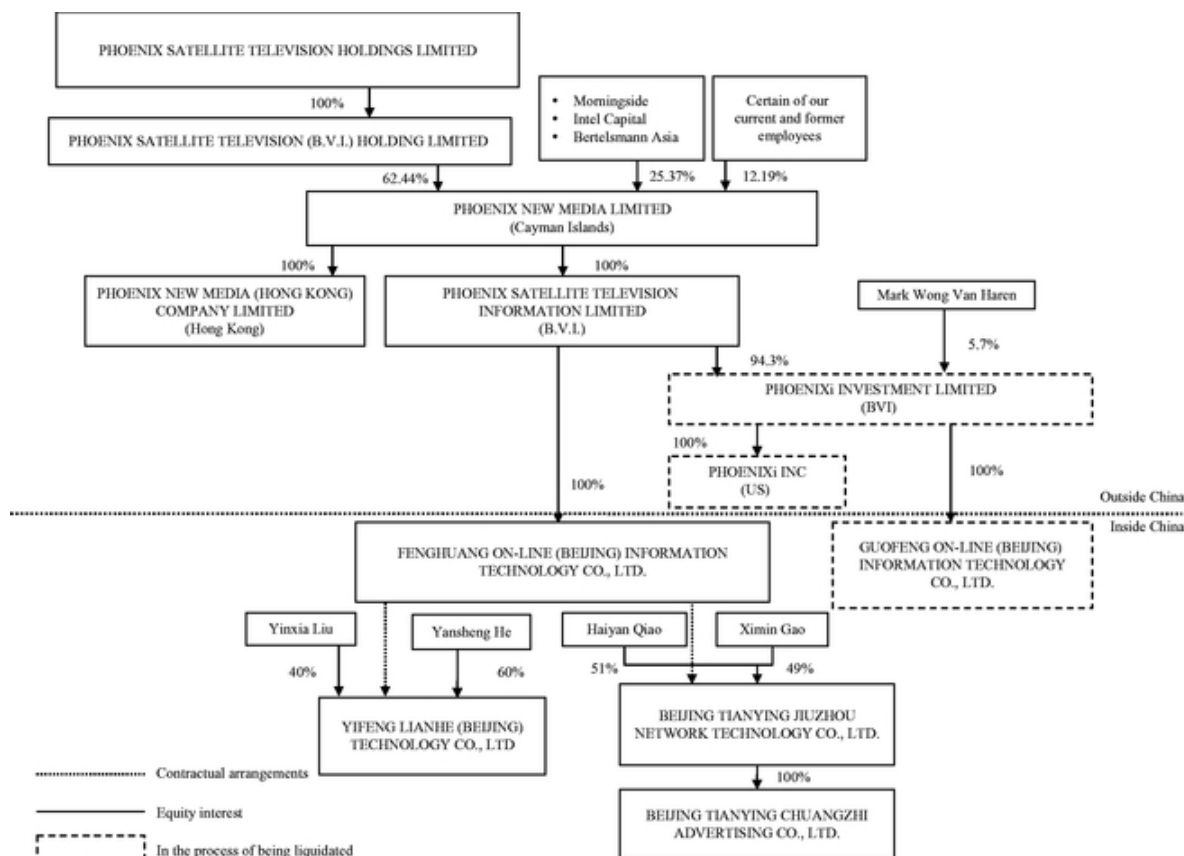 PHOENIX SATELLITE TELEVISION HOLDINGS LIMITED
100%
• Morningside
• Intel Capital
• Bertelsmann Asia
Certain of our
current and former
employees
PHOENIX SATELLITE TELEVISION (B.V.I.) HOLDING LIMITED
62.44%
25.37%
12.19%
PHOENIX NEW MEDIA LIMITED
(Cayman Islands)
100%
100%
PHOENIX NEW MEDIA (HONG KONG)
COMPANY LIMITED
(Hong Kong)
PHOENIX SATELLITE TELEVISION
INFORMATION LIMITED
(B.V.I.)
Mark Wong Van Haren
94.3%
5.7%
PHOENIXi INVESTMENT LIMITED
(BVI)
100%
100%
PHOENIXi INC
(US)
100%
Outside China
Inside China
FENGHUANG ON-LINE (BEIJING) INFORMATION
TECHNOLOGY CO., LTD.
GUOFENG ON-LINE (BEIJING)
INFORMATION TECHNOLOGY
CO., LTD.
Yinxia Liu
Yansheng He
Haiyan Qiao
Ximin Gao
40%
60%
51%
49%
YIFENG LIANHE (BEIJING)
TECHNOLOGY CO., LTD
BEIJING TIANYING JIUZHOU
NETWORK TECHNOLOGY CO., LTD.
100%
BEIJING TIANYING CHUANGZHI
ADVERTISING CO., LTD.
Contractual arrangements
Equity interest
In the process of being liquidated